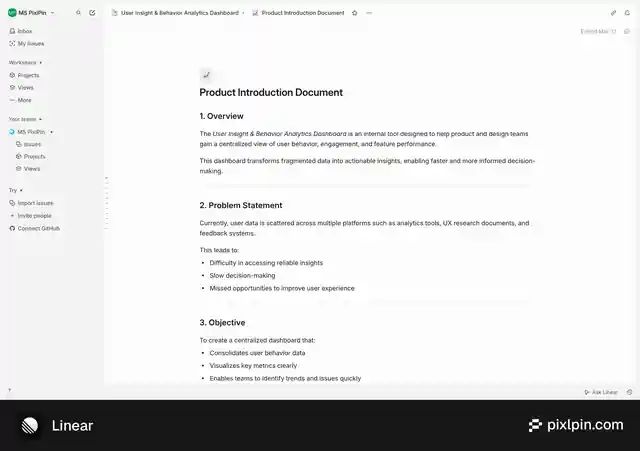 MS PixlPin
User Insight & Behavior Analytics Dashboard › Product Introduction Document
Inbox
My issues
Workspace
Projects
Views
More
Your teams
MS PixlPin
Issues
Projects
Views
Try
Import issues
Invite people
Connect GitHub
Edited Mar 17
Product Introduction Document
1. Overview
The User Insight & Behavior Analytics Dashboard is an internal tool designed to help product and design teams
gain a centralized view of user behavior, engagement, and feature performance.
This dashboard transforms fragmented data into actionable insights, enabling faster and more informed decision-
making.
2. Problem Statement
Currently, user data is scattered across multiple platforms such as analytics tools, UX research documents, and
feedback systems.
This leads to:
• Difficulty in accessing reliable insights
• Slow decision-making
• Missed opportunities to improve user experience
3. Objective
To create a centralized dashboard that:
• Consolidates user behavior data
• Visualizes key metrics clearly
• Enables teams to identify trends and issues quickly
?
Ask Linear
Linear
pixlpin.com